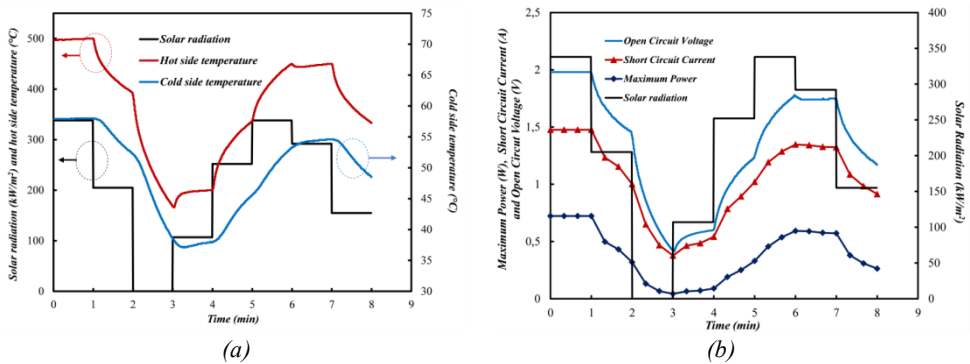 (a)
Solar radiation (kW/m²) and hot side temperature (°C)
500
400
300
200
100
0
Solar radiation
Hot side temperature
Cold side temperature
75
70
65
60
55
50
45
40
35
30
Cold side temperature (°C)
0 1 2 3 4 5 6 7 8 9
Time (min)
(a)
(b)
Maximum Power (W), Short Circuit Current (A)
and Open Circuit Voltage (V)
2,5
2
1,5
1
0,5
0
Open Circuit Voltage
Short Circuit Current
Maximum Power
Solar radiation
400
350
300
250
200
150
100
50
0
Solar Radiation (kW/m²)
0 1 2 3 4 5 6 7 8 9
Time (min)
(b)